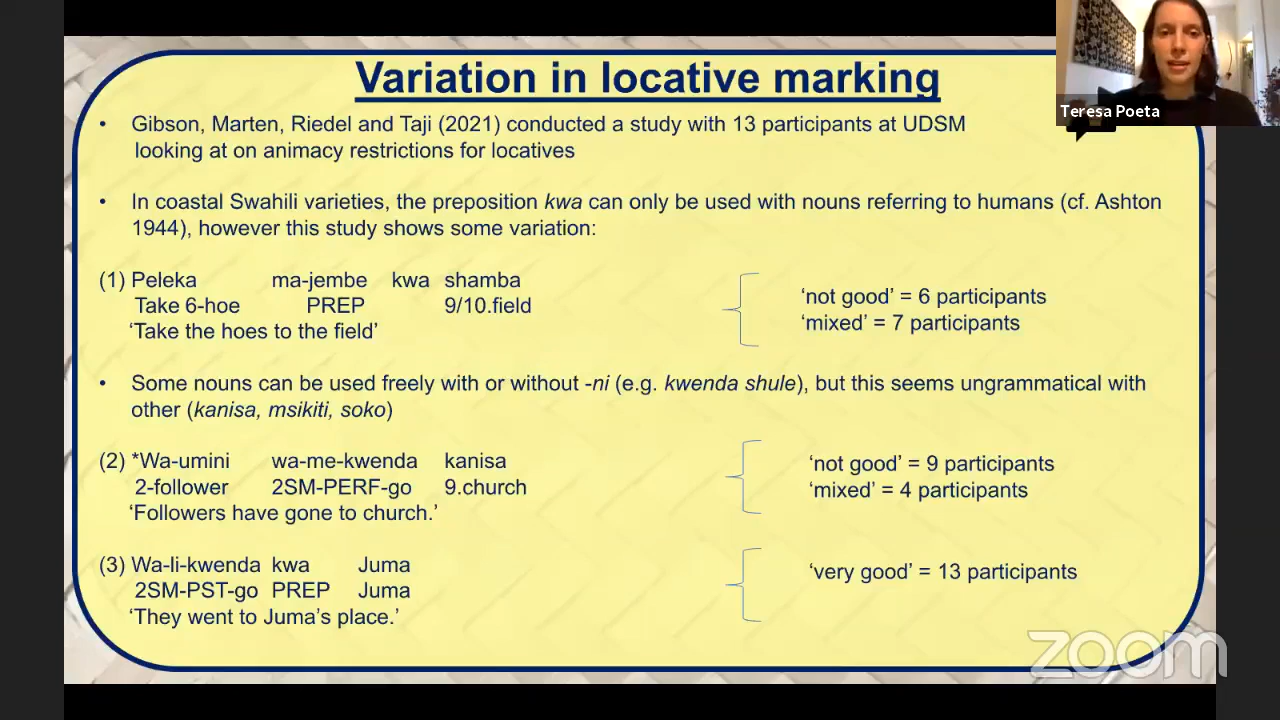 Variation in locative marking
Teresa Poeta
• Gibson, Marten, Riedel and Taji (2021) conducted a study with 13 participants at UDSM
looking at on animacy restrictions for locatives
• In coastal Swahili varieties, the preposition kwa can only be used with nouns referring to humans (cf. Ashton
1944), however this study shows some variation:
(1) Peleka ma-jembe kwa shamba
Take 6-hoe PREP 9/10.field
‘Take the hoes to the field’
‘not good’ = 6 participants
‘mixed’ = 7 participants
• Some nouns can be used freely with or without -ni (e.g. kwenda shule), but this seems ungrammatical with
other (kanisa, msikiti, soko)
(2) *Wa-umini wa-me-kwenda kanisa
2-follower 2SM-PERF-go 9.church
‘Followers have gone to church.’
‘not good’ = 9 participants
‘mixed’ = 4 participants
(3) Wa-li-kwenda kwa Juma
2SM-PST-go PREP Juma
‘They went to Juma’s place.’
‘very good’ = 13 participants
zoom